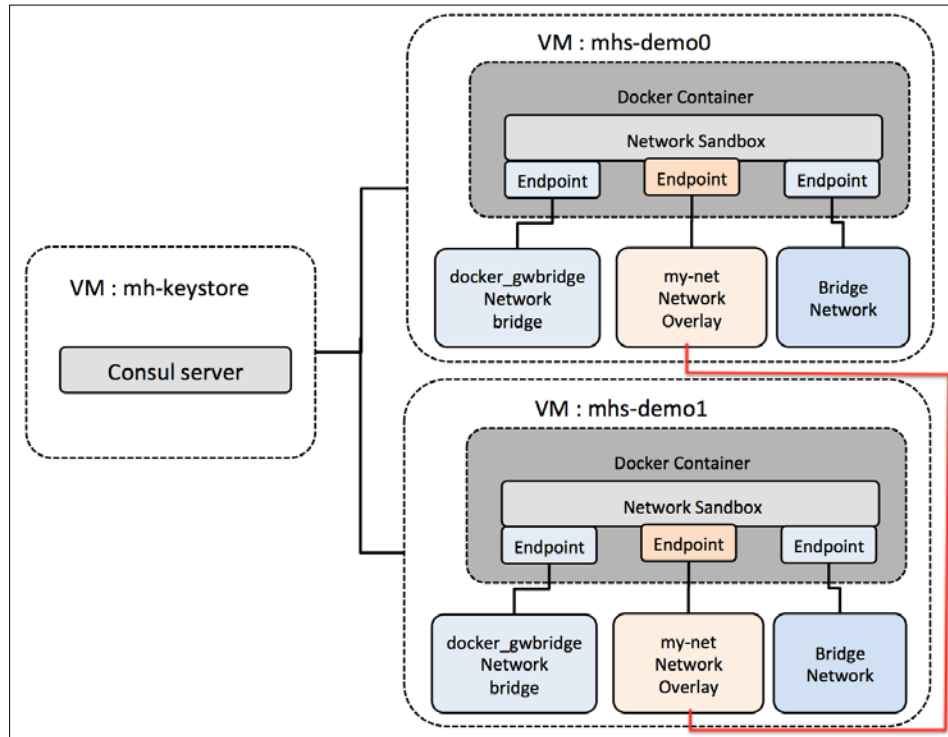 VM : mhs-demo0
Docker Container
Network Sandbox
Endpoint
Endpoint
Endpoint
docker_gwbridge
Network
bridge
my-net
Network
Overlay
Bridge
Network
VM : mh-keystore
Consul server
VM : mhs-demo1
Docker Container
Network Sandbox
Endpoint
Endpoint
Endpoint
docker_gwbridge
Network
bridge
my-net
Network
Overlay
Bridge
Network